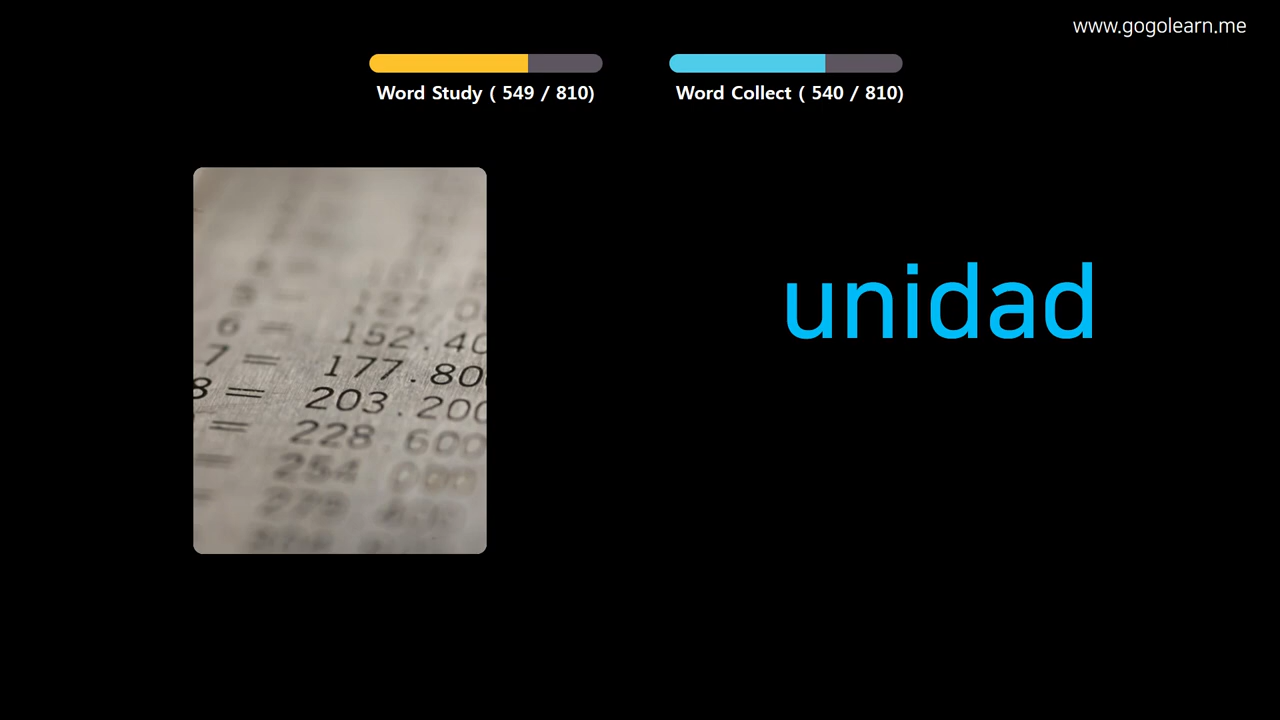 www.gogolearn.me
Word Study ( 549 / 810)
Word Collect ( 540 / 810)
unidad
6 = 152.40
7 = 177.80
8 = 203.200
= 228.600
= 254